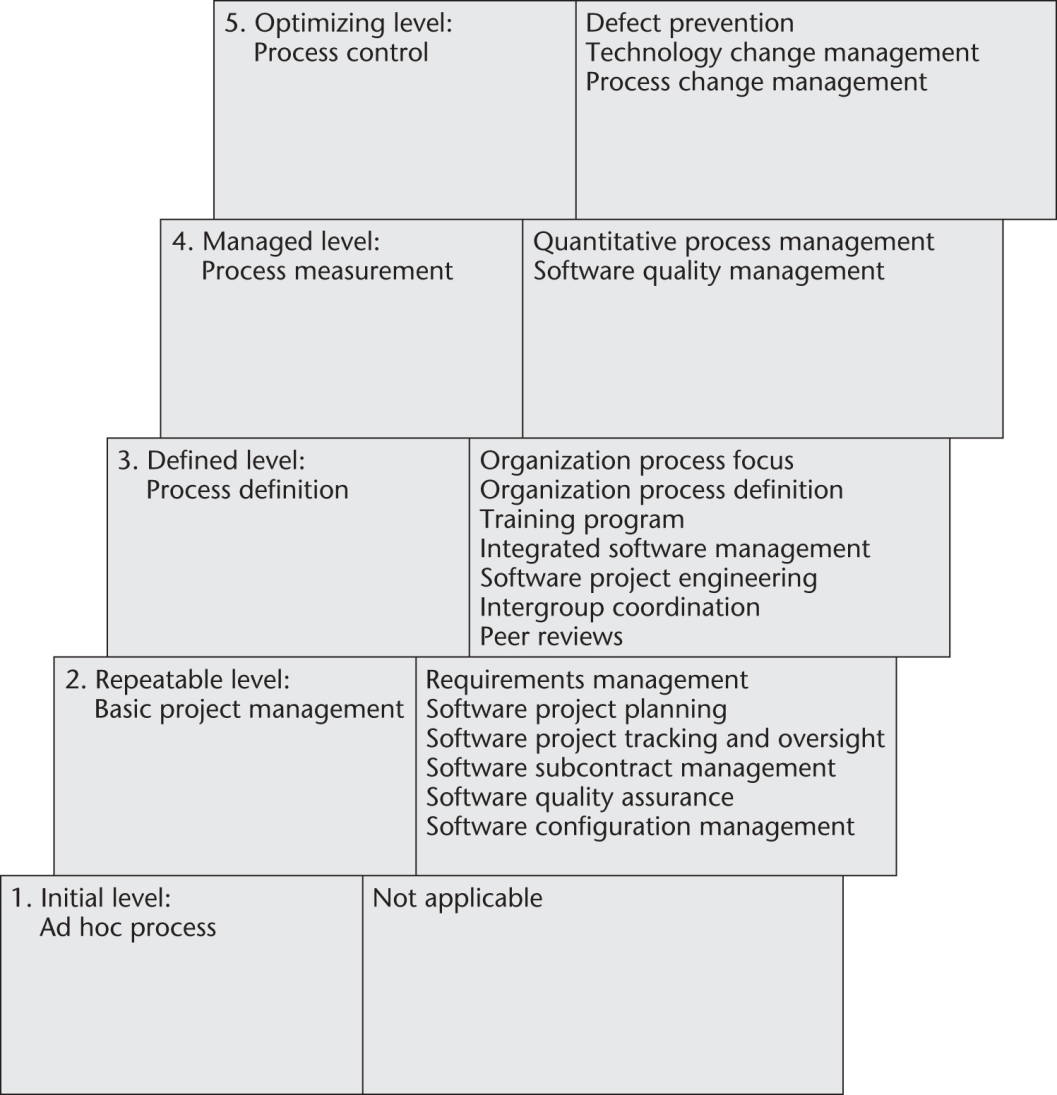 5. Optimizing level:
Process control
Defect prevention
Technology change management
Process change management
4. Managed level:
Process measurement
Quantitative process management
Software quality management
3. Defined level:
Process definition
Organization process focus
Organization process definition
Training program
Integrated software management
Software project engineering
Intergroup coordination
Peer reviews
2. Repeatable level:
Basic project management
Requirements management
Software project planning
Software project tracking and oversight
Software subcontract management
Software quality assurance
Software configuration management
1. Initial level:
Ad hoc process
Not applicable